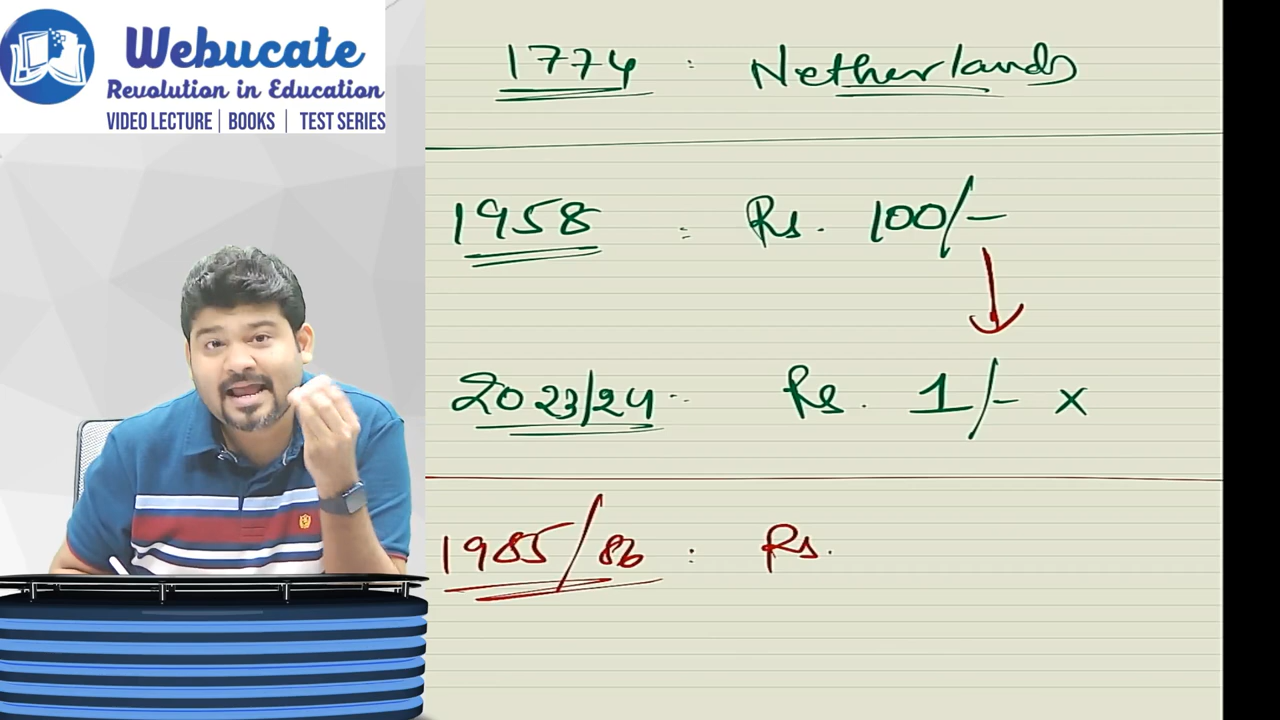 Webucate
Revolution in Education
VIDEO LECTURE | BOOKS | TEST SERIES
1774 : Netherlands
1958 : Rs. 100/-
2023/24 : Rs. 1/- x
1985/86 : Rs.